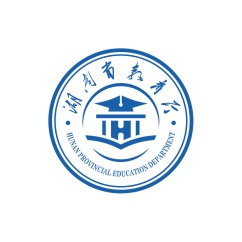 湖南省教育厅
HUNAN PROVINCIAL EDUCATION DEPARTMENT